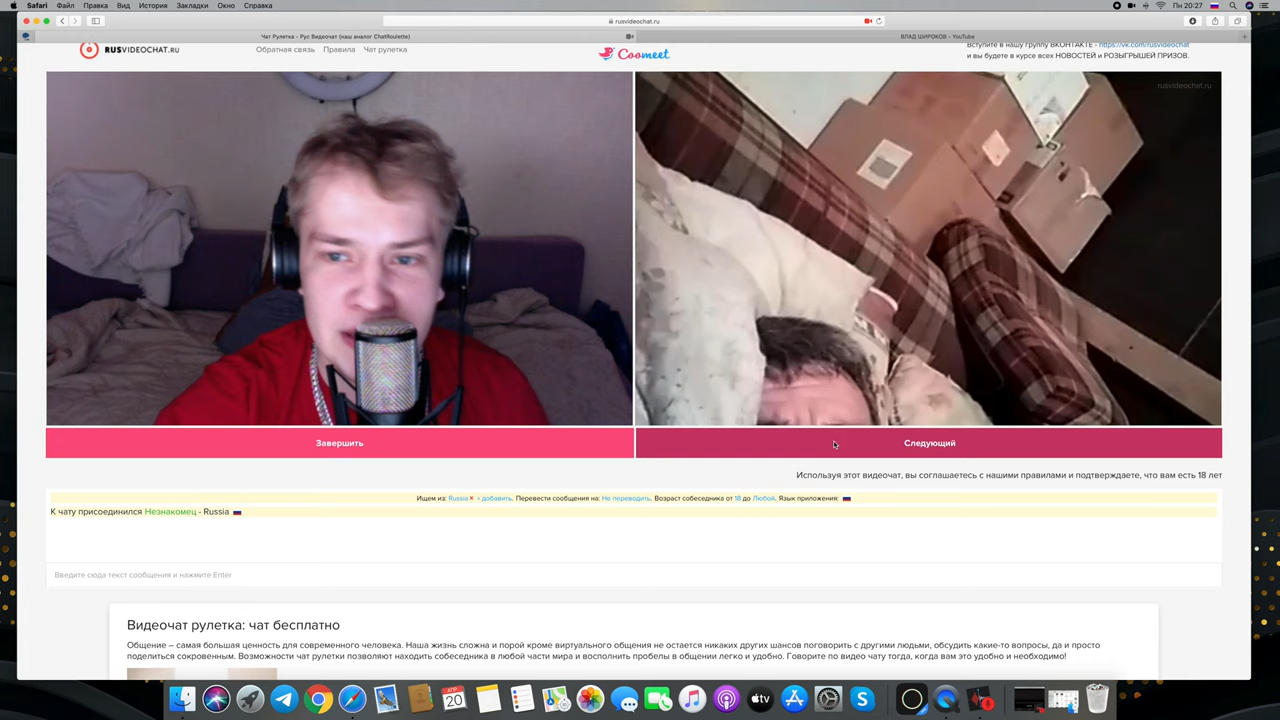 Safari Файл Правка Вид История Закладки Окно Справка Пн 20:27
rusvideochat.ru
Чат Рулетка - Рус Видеочат (наш аналог ChatRoulette) ВЛАД ШИРОКОВ - YouTube
RUSVIDEOCHAT.RU Обратная связь Правила Чат рулетка Coomeet
Вступите в нашу группу ВКОНТАКТЕ - https://vk.com/rusvideochat
и вы будете в курсе всех НОВОСТЕЙ и РОЗЫГРЫШЕЙ ПРИЗОВ.
rusvideochat.ru
Завершить Следующий
Используя этот видеочат, вы соглашаетесь с нашими правилами и подтверждаете, что вам есть 18 лет
Ищем из: Russia × + добавить. Перевести сообщения на: Не переводить. Возраст собеседника от 18 до Любой. Язык приложения:
К чату присоединился Незнакомец - Russia
Введите сюда текст сообщения и нажмите Enter
Видеочат рулетка: чат бесплатно
Общение – самая большая ценность для современного человека. Наша жизнь сложна и порой кроме виртуального общения не остается никаких других шансов поговорить с другими людьми, обсудить какие-то вопросы, да и просто
поделиться сокровенным. Возможности чат рулетки позволяют находить собеседника в любой части мира и восполнить пробелы в общении легко и удобно. Говорите по видео чату тогда, когда вам это удобно и необходимо!
АПР
20
tv